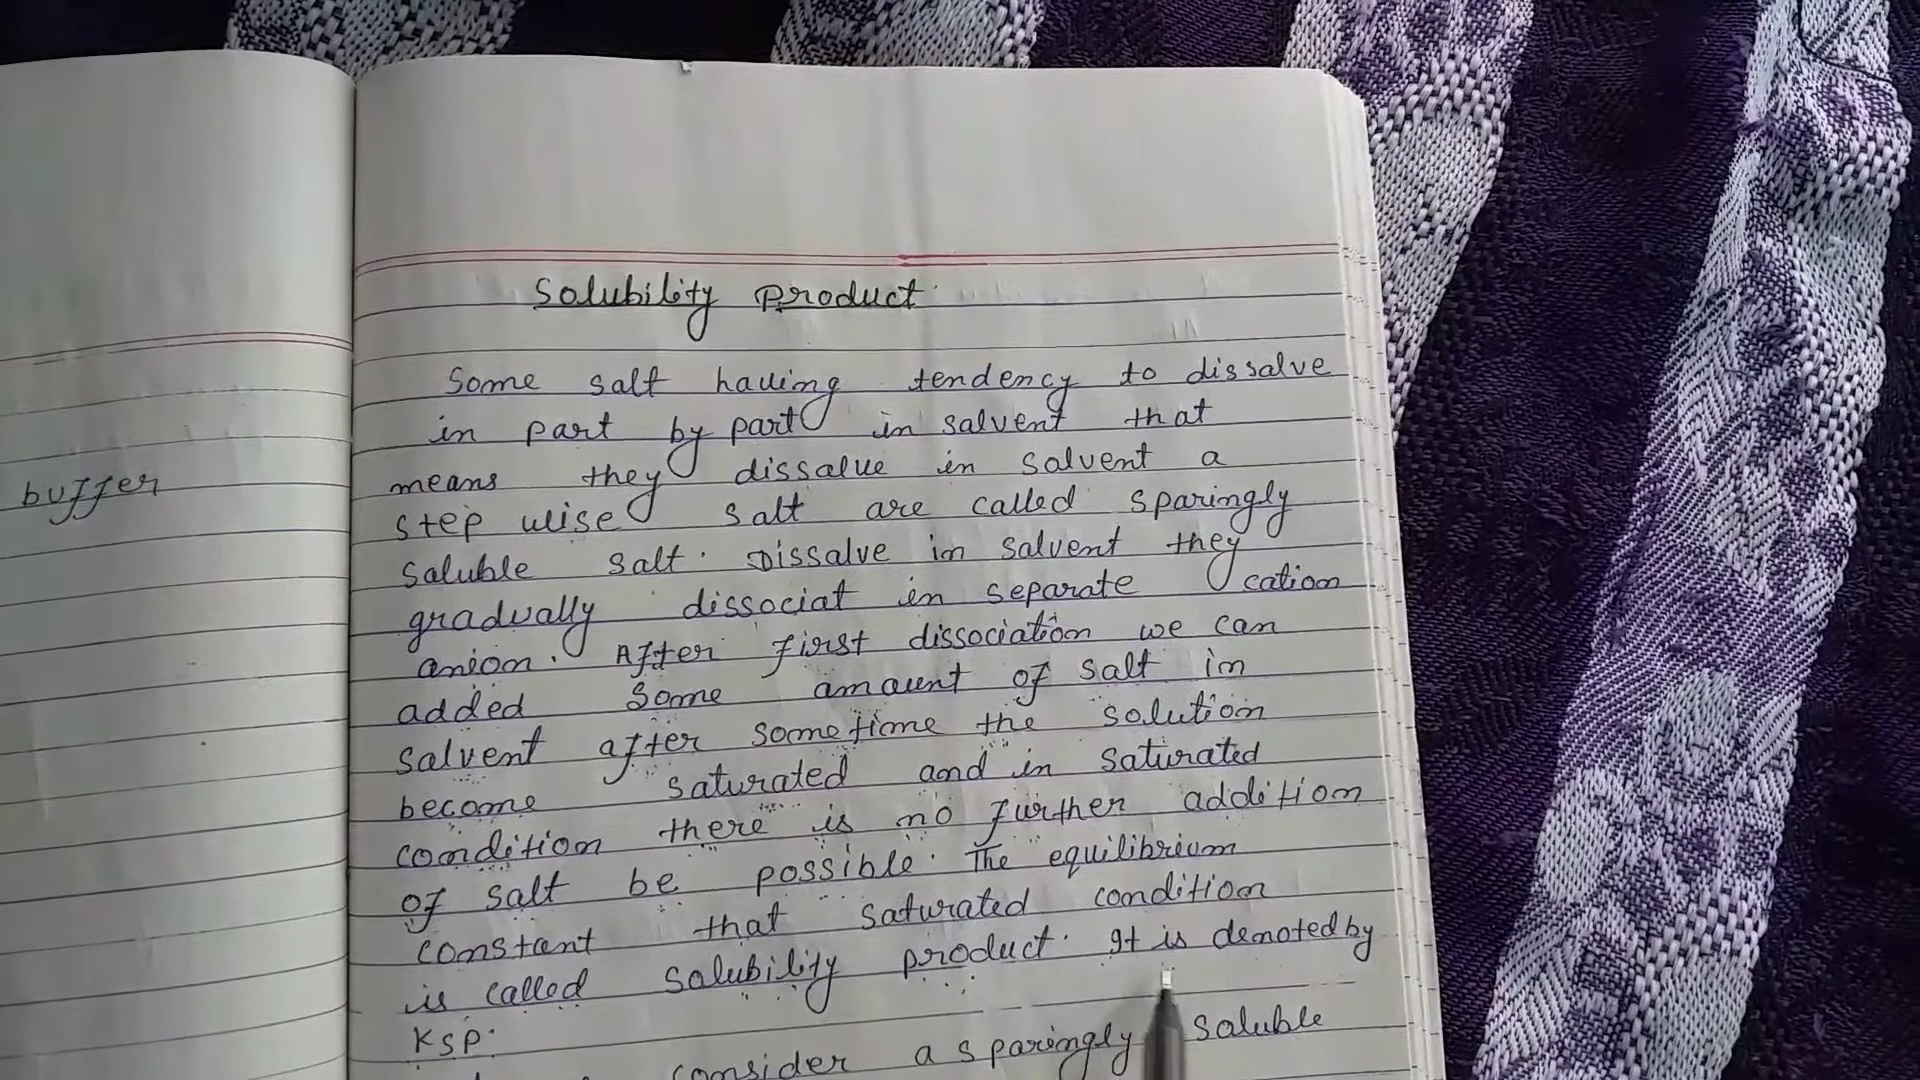 buffer
Solubility product
Some salt having tendency to dissalve
in part by part in salvent that
means they dissalve in salvent a
step wise salt are called sparingly
saluble salt. Dissalve in salvent they
gradually dissociat in separate cation
anion. After first dissociation we can
added some amaunt of salt in
salvent after sometime the solution
become saturated and in saturated
condition there is no further addition
of salt be possible. The equilibrium
constant that saturated condition
is called solubility product. It is denoted by
Ksp.
consider a sparingly soluble